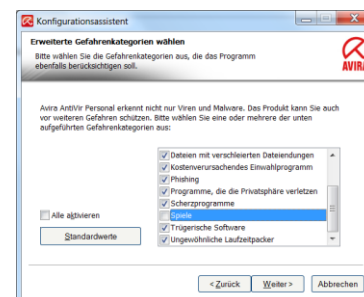 Konfigurationsassistent
Erweiterte Gefahrenkategorien wählen
Bitte wählen Sie die Gefahrenkategorien aus, die das Programm
ebenfalls berücksichtigen soll.
AVIRA
Avira AntiVir Personal erkennt nicht nur Viren und Malware. Das Produkt kann Sie auch
vor weiteren Gefahren schützen. Bitte wählen Sie eine oder mehrere der unten
aufgeführten Gefahrenkategorien aus:
Dateien mit verschleierten Dateiendungen
Kostenverursachendes Einwahlprogramm
Phishing
Programme, die die Privatsphäre verletzen
Scherzprogramme
Spiele
Trügerische Software
Ungewöhnliche Laufzeitpacker
Alle aktivieren
Standardwerte
< Zurück
Weiter >
Abbrechen